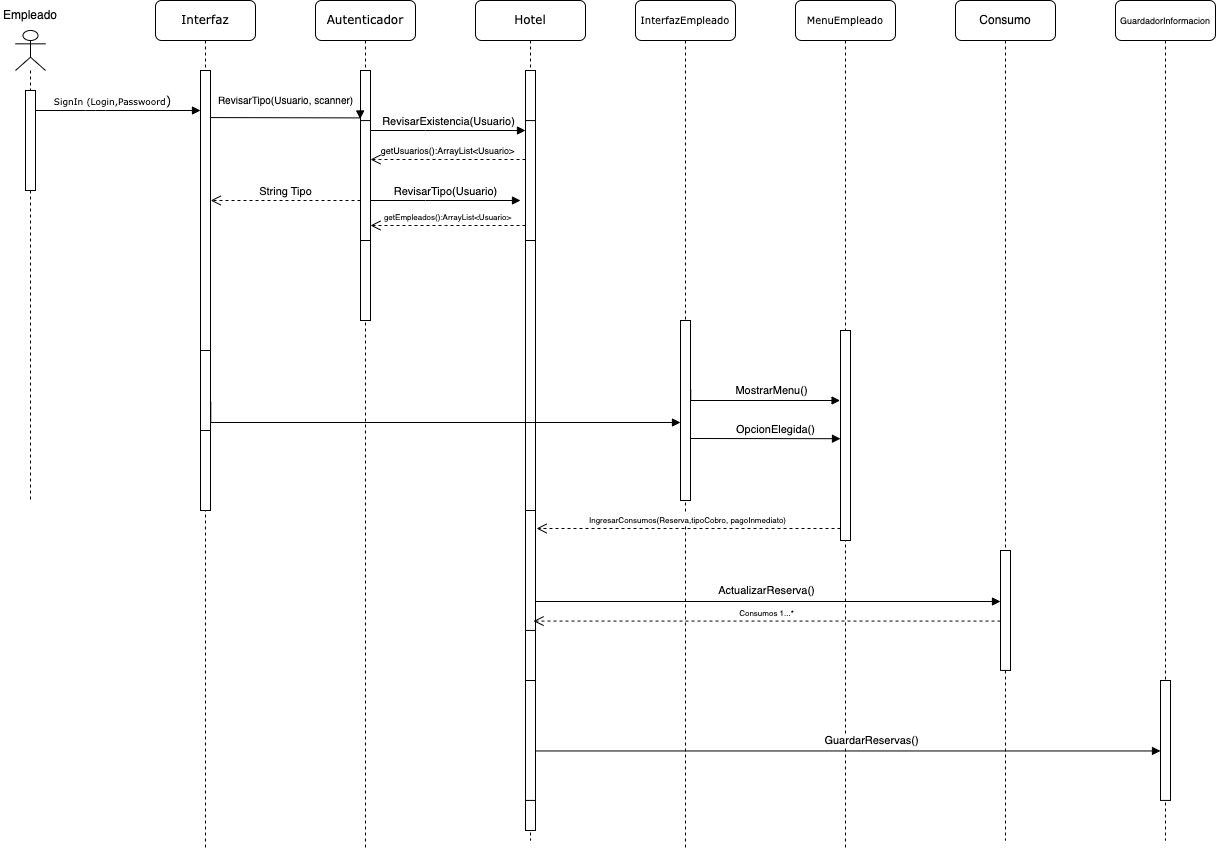 Empleado
Interfaz
Autenticador
Hotel
InterfazEmpleado
MenuEmpleado
Consumo
GuardadorInformacion
SignIn (Login,Passwoord)
RevisarTipo(Usuario, scanner)
RevisarExistencia(Usuario)
getUsuarios():ArrayList<Usuario>
String Tipo
RevisarTipo(Usuario)
getEmpleados():ArrayList<Usuario>
MostrarMenu()
OpcionElegida()
IngresarConsumos(Reserva,tipoCobro, pagoInmediato)
ActualizarReserva()
Consumos 1...*
GuardarReservas()